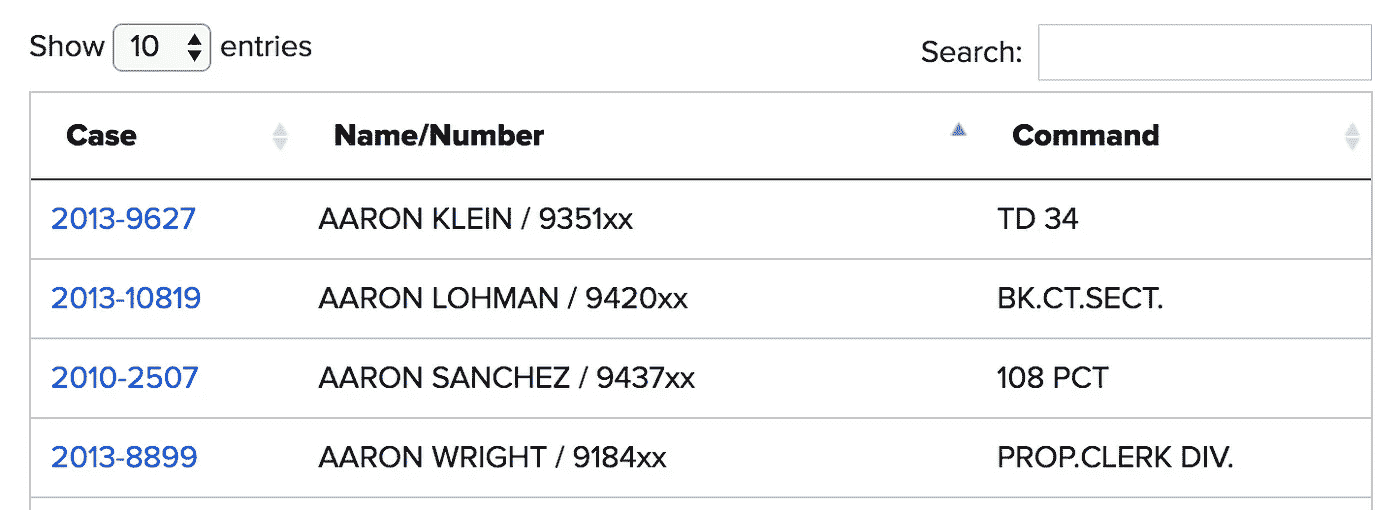 Show 10 entries Search:
Case Name/Number Command
2013-9627 AARON KLEIN / 9351xx TD 34
2013-10819 AARON LOHMAN / 9420xx BK.CT.SECT.
2010-2507 AARON SANCHEZ / 9437xx 108 PCT
2013-8899 AARON WRIGHT / 9184xx PROP.CLERK DIV.